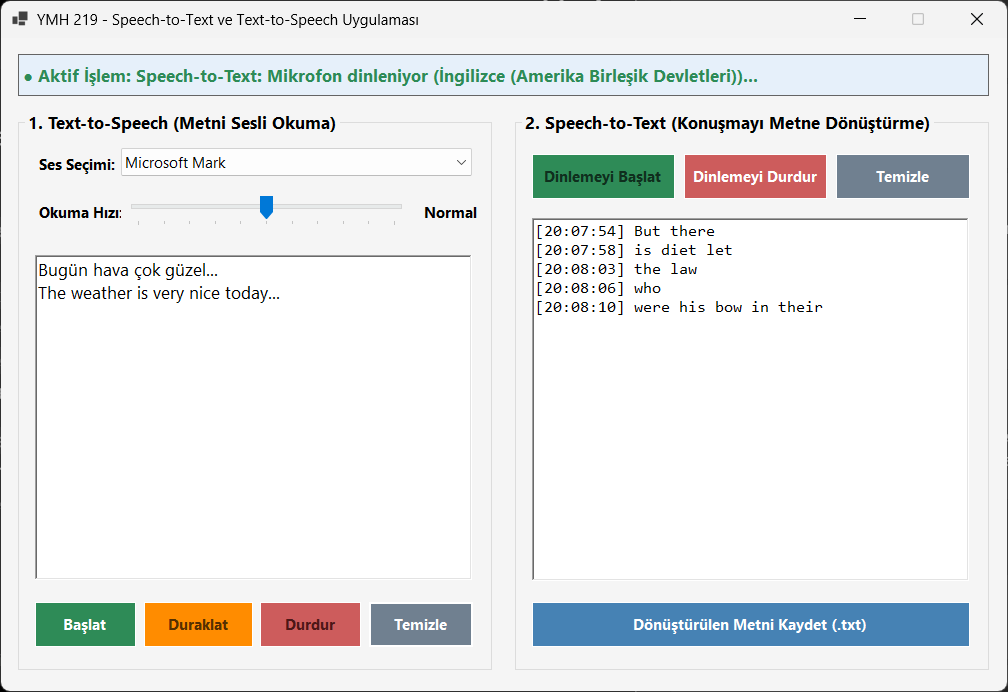 YMH 219 - Speech-to-Text ve Text-to-Speech Uygulaması
● Aktif İşlem: Speech-to-Text: Mikrofon dinleniyor (İngilizce (Amerika Birleşik Devletleri))...
1. Text-to-Speech (Metni Sesli Okuma)
Ses Seçimi: Microsoft Mark
Okuma Hızı: Normal
Bugün hava çok güzel...
The weather is very nice today...
Başlat Duraklat Durdur Temizle
2. Speech-to-Text (Konuşmayı Metne Dönüştürme)
Dinlemeyi Başlat Dinlemeyi Durdur Temizle
[20:07:54] But there
[20:07:58] is diet let
[20:08:03] the law
[20:08:06] who
[20:08:10] were his bow in their
Dönüştürülen Metni Kaydet (.txt)